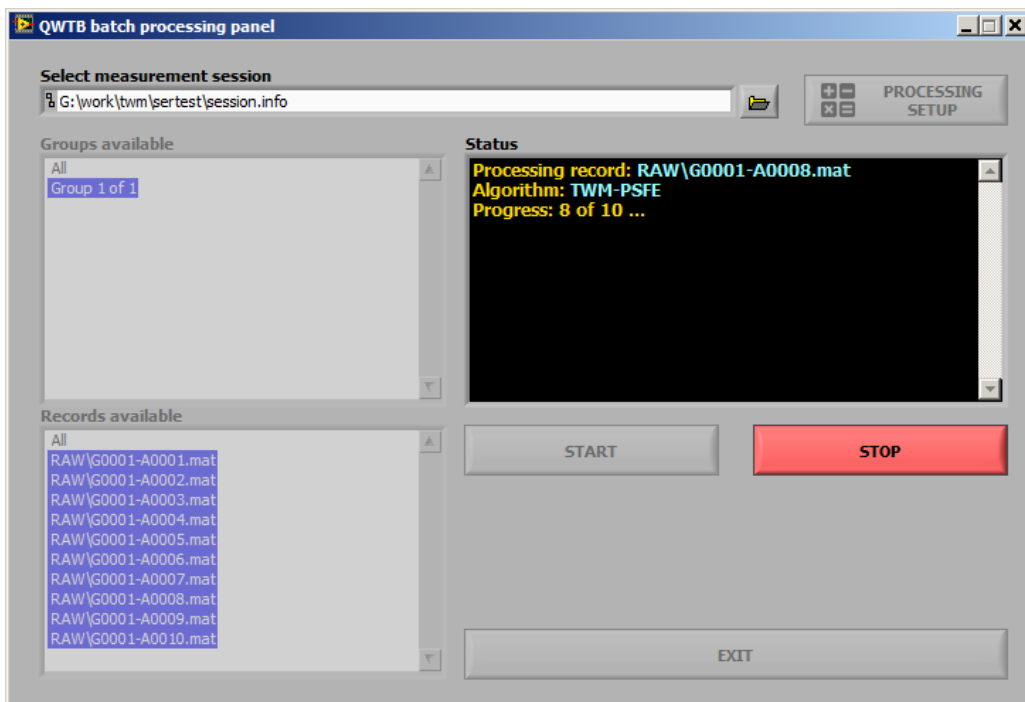 QWTB batch processing panel
Select measurement session
G:\work\twm\sertest\session.info
PROCESSING
SETUP
Groups available
All
Group 1 of 1
Status
Processing record: RAW\G0001-A0008.mat
Algorithm: TWM-PSFE
Progress: 8 of 10 ...
Records available
All
RAW\G0001-A0001.mat
RAW\G0001-A0002.mat
RAW\G0001-A0003.mat
RAW\G0001-A0004.mat
RAW\G0001-A0005.mat
RAW\G0001-A0006.mat
RAW\G0001-A0007.mat
RAW\G0001-A0008.mat
RAW\G0001-A0009.mat
RAW\G0001-A0010.mat
START
STOP
EXIT